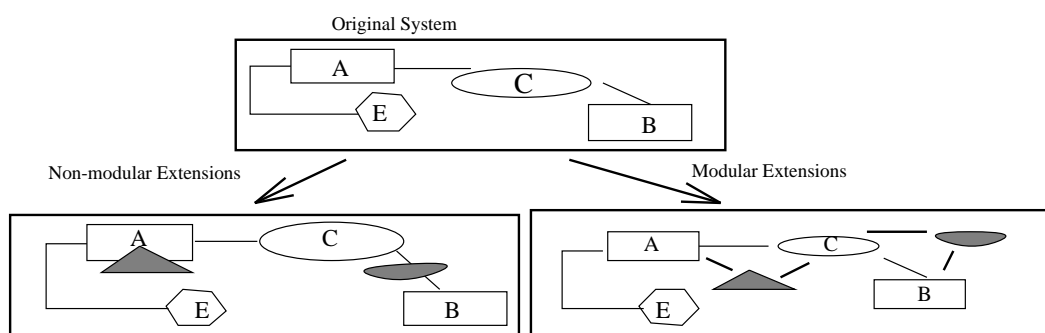 Original System
A
C
E
B
Non-modular Extensions
Modular Extensions
A
C
E
B
A
C
E
B